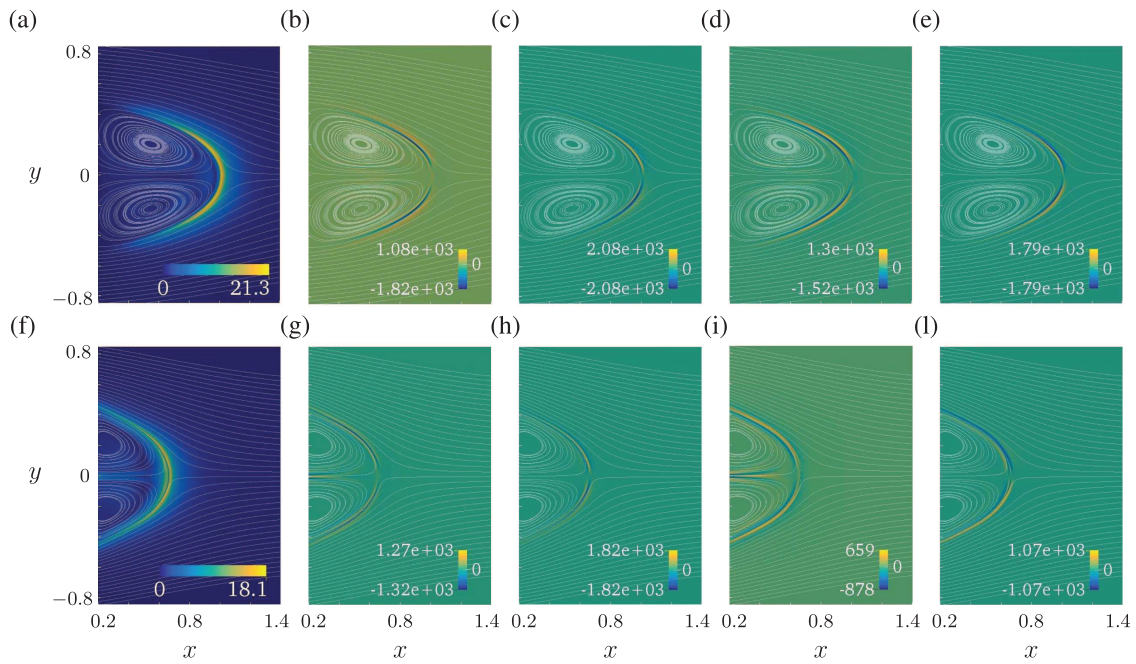 (a) (b) (c) (d) (e)
0.8
y 0
1.08e+03 2.08e+03 1.3e+03 1.79e+03
0 0 0 0
0 21.3 -1.82e+03 -2.08e+03 -1.52e+03 -1.79e+03
−0.8
(f) (g) (h) (i) (l)
0.8
y 0
1.27e+03 1.82e+03 659 1.07e+03
0 0 0 0
0 18.1 -1.32e+03 -1.82e+03 -878 -1.07e+03
−0.8
0.2 0.8 1.4 0.2 0.8 1.4 0.2 0.8 1.4 0.2 0.8 1.4 0.2 0.8 1.4
x x x x x